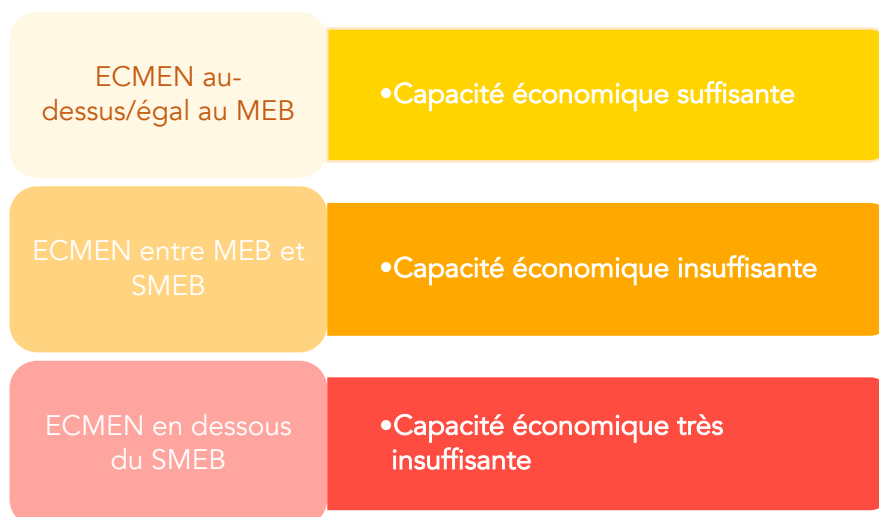 ECMEN au-
dessus/égal au MEB
•Capacité économique suffisante
ECMEN entre MEB et
SMEB
•Capacité économique insuffisante
ECMEN en dessous
du SMEB
•Capacité économique très
insuffisante